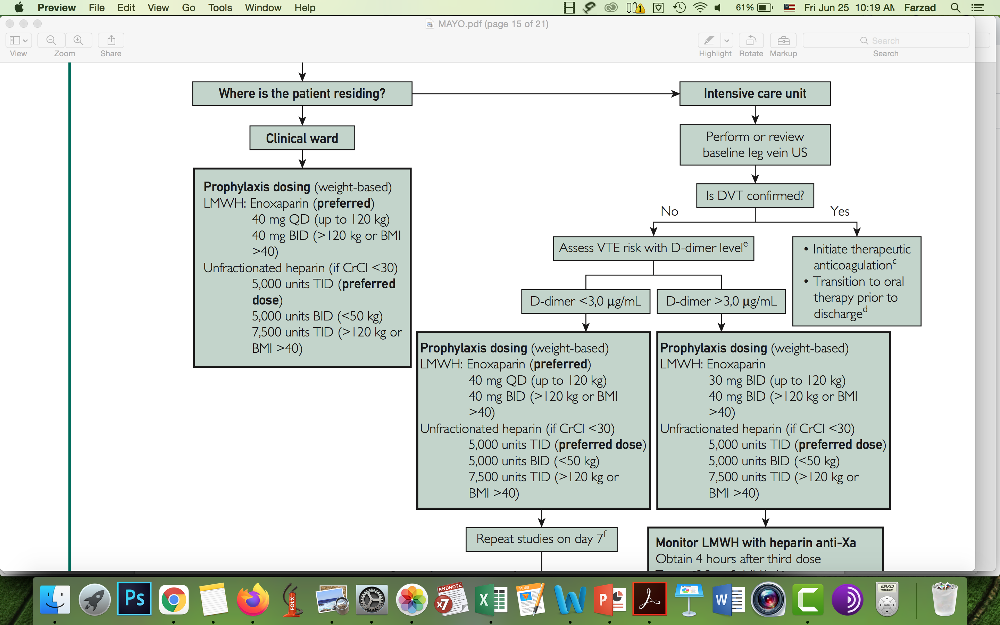 Preview File Edit View Go Tools Window Help
61% Fri Jun 25 10:19 AM Farzad
MAYO.pdf (page 15 of 21)
Search
View Zoom Share Highlight Rotate Markup Search
Where is the patient residing?
Clinical ward
Prophylaxis dosing (weight-based)
LMWH: Enoxaparin (preferred)
40 mg QD (up to 120 kg)
40 mg BID (>120 kg or BMI
>40)
Unfractionated heparin (if CrCl <30)
5,000 units TID (preferred
dose)
5,000 units BID (<50 kg)
7,500 units TID (>120 kg or
BMI >40)
Intensive care unit
Perform or review
baseline leg vein US
Is DVT confirmed?
No
Yes
Assess VTE risk with D-dimer levelᵉ
• Initiate therapeutic
anticoagulationᶜ
• Transition to oral
therapy prior to
dischargeᵈ
D-dimer <3,0 µg/mL
D-dimer >3,0 µg/mL
Prophylaxis dosing (weight-based)
LMWH: Enoxaparin (preferred)
40 mg QD (up to 120 kg)
40 mg BID (>120 kg or BMI
>40)
Unfractionated heparin (if CrCl <30)
5,000 units TID (preferred dose)
5,000 units BID (<50 kg)
7,500 units TID (>120 kg or
BMI >40)
Prophylaxis dosing (weight-based)
LMWH: Enoxaparin
30 mg BID (up to 120 kg)
40 mg BID (>120 kg or BMI
>40)
Unfractionated heparin (if CrCl <30)
5,000 units TID (preferred dose)
5,000 units BID (<50 kg)
7,500 units TID (>120 kg or
BMI >40)
Repeat studies on day 7ᶠ
Monitor LMWH with heparin anti-Xa
Obtain 4 hours after third dose
Ps
FOLX
ENDNOTE
X7
X
PAGES
W
P
KEYNOTE
W
C
DVD
enter